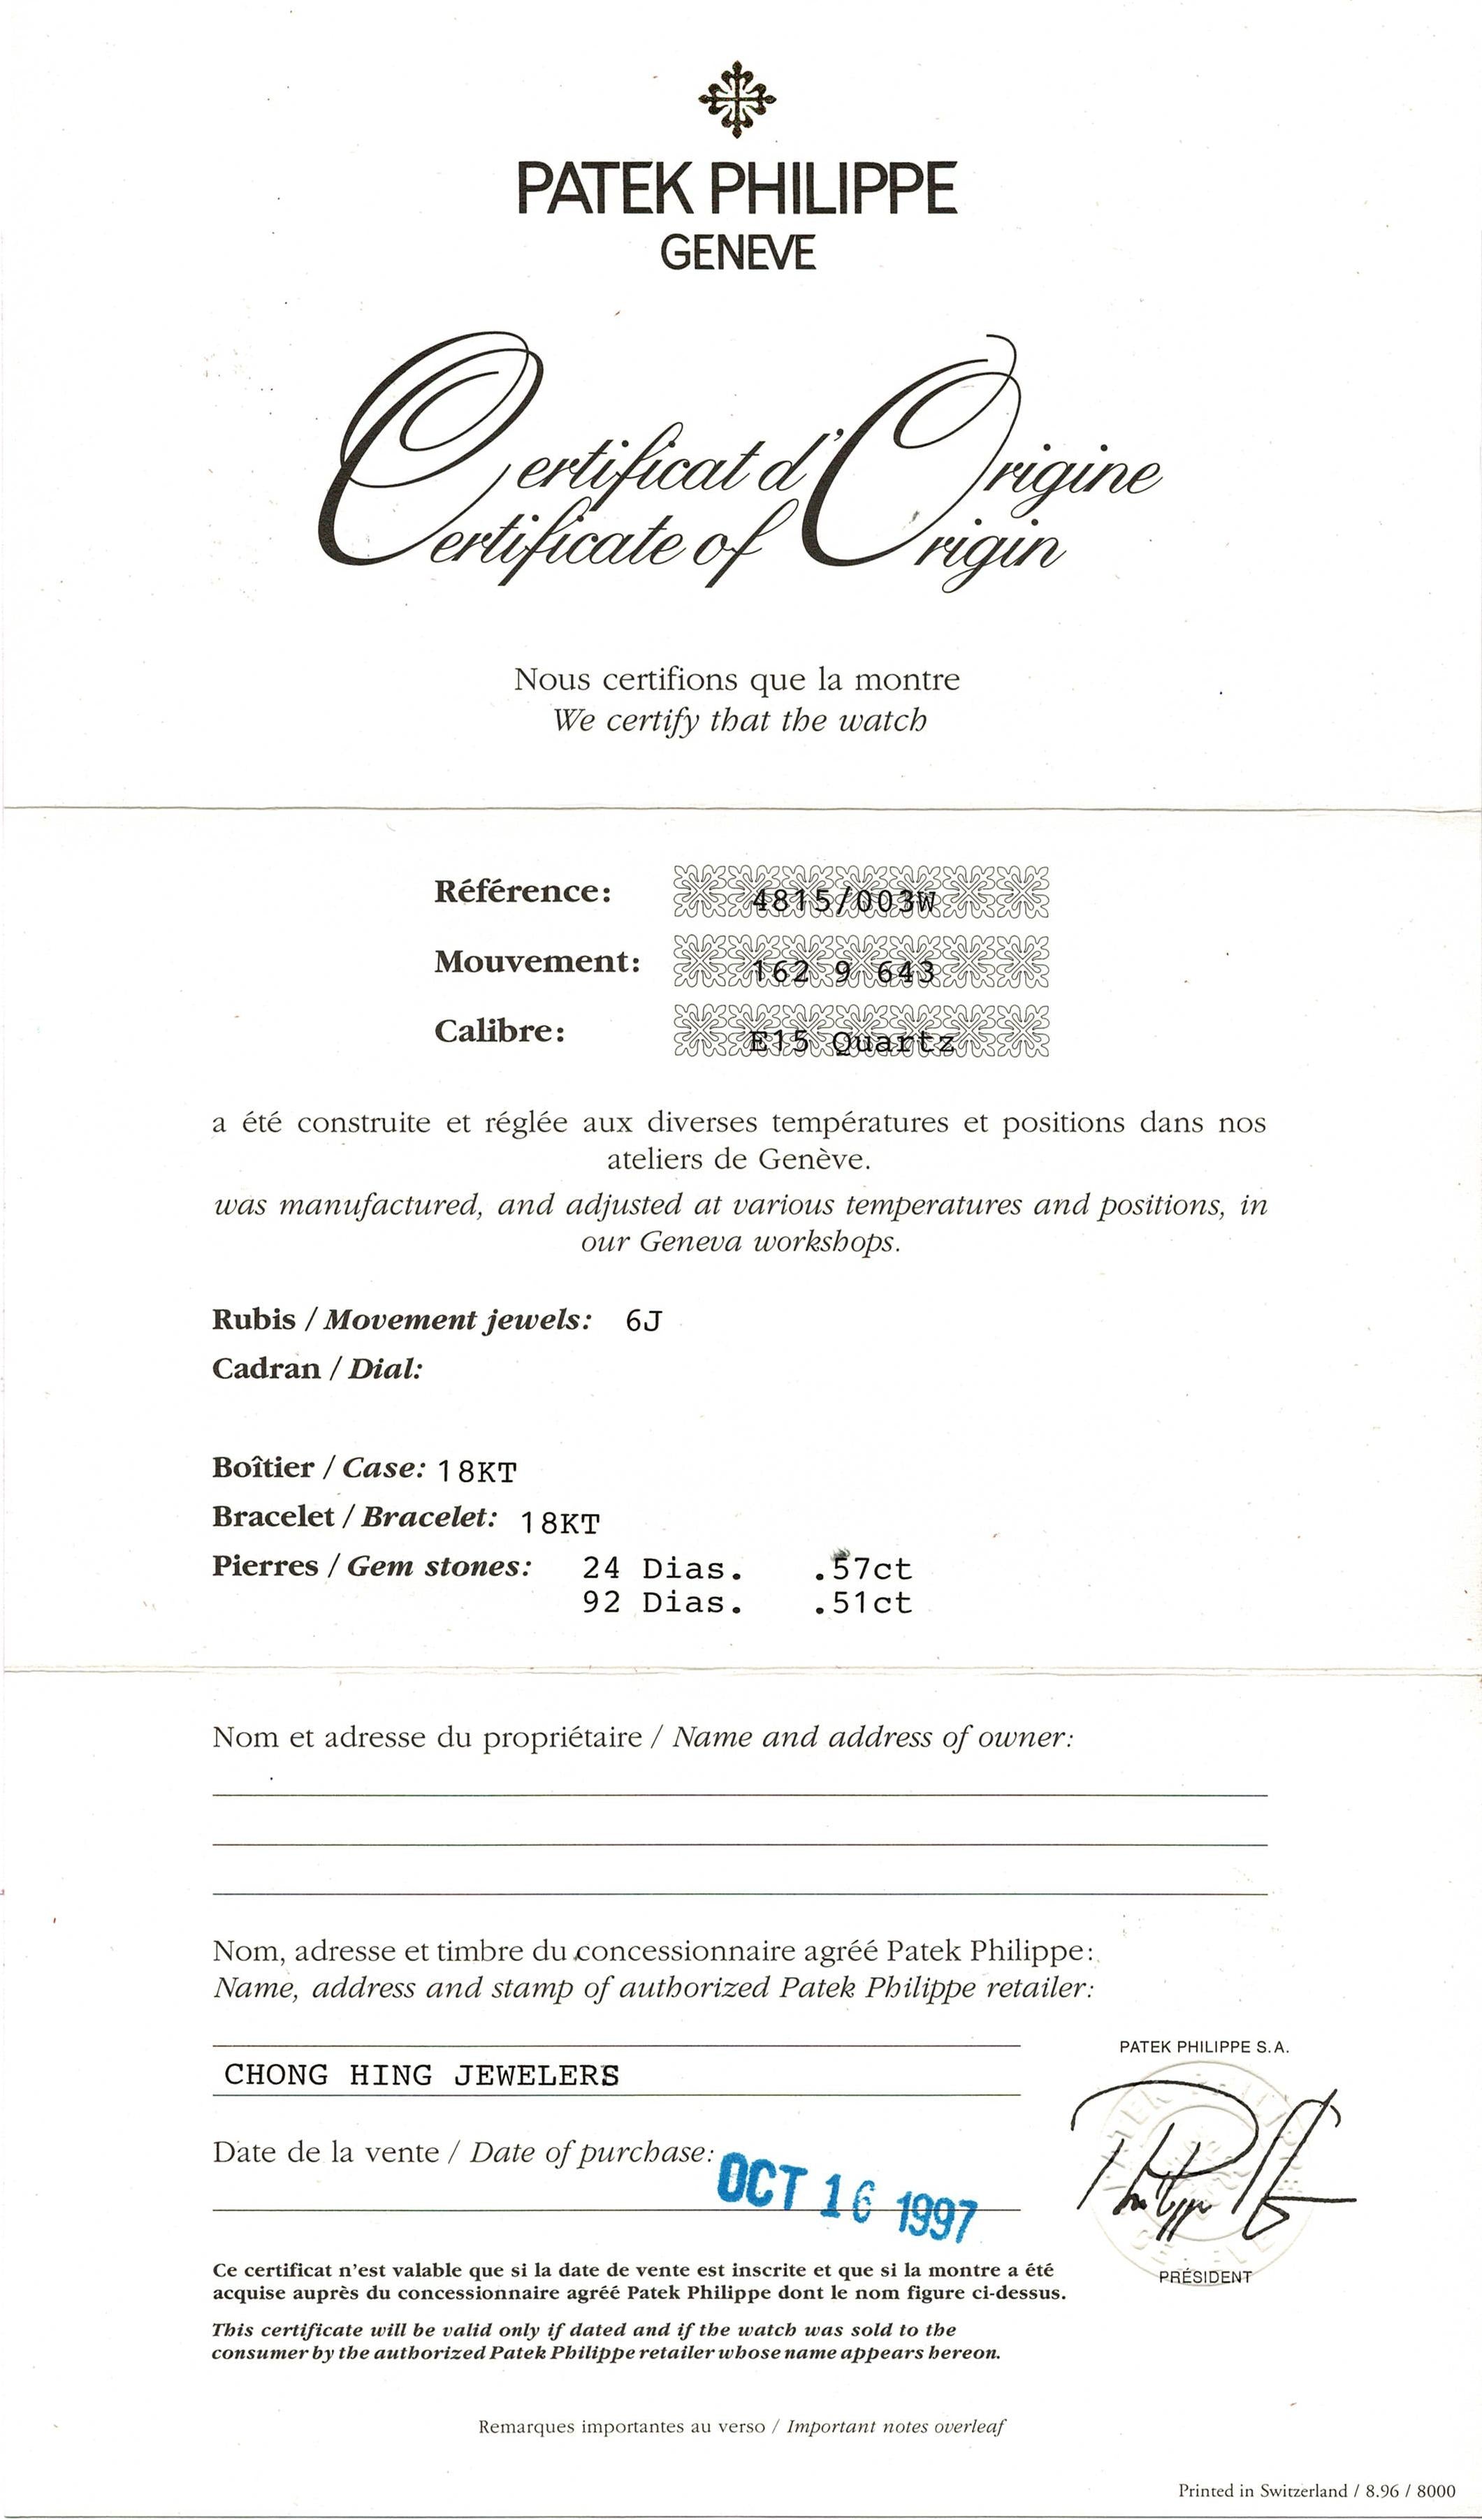 PATEK PHILIPPE
GENEVE
Certificat d'Origine
Certificate of Origin
Nous certifions que la montre
We certify that the watch
Référence: 4815/003W
Mouvement: 162 9 643
Calibre: E15 Quartz
a été construite et réglée aux diverses températures et positions dans nos
ateliers de Genève.
was manufactured, and adjusted at various temperatures and positions, in
our Geneva workshops.
Rubis / Movement jewels: 6J
Cadran / Dial:
Boîtier / Case: 18KT
Bracelet / Bracelet: 18KT
Pierres / Gem stones: 24 Dias. .57ct
92 Dias. .51ct
Nom et adresse du propriétaire / Name and address of owner:
Nom, adresse et timbre du concessionnaire agréé Patek Philippe:
Name, address and stamp of authorized Patek Philippe retailer:
PATEK PHILIPPE S.A.
CHONG HING JEWELERS
Date de la vente / Date of purchase: OCT 16 1997
PRÉSIDENT
Ce certificat n'est valable que si la date de vente est inscrite et que si la montre a été
acquise auprès du concessionnaire agréé Patek Philippe dont le nom figure ci-dessus.
This certificate will be valid only if dated and if the watch was sold to the
consumer by the authorized Patek Philippe retailer whose name appears hereon.
Remarques importantes au verso / Important notes overleaf
Printed in Switzerland / 8.96 / 8000